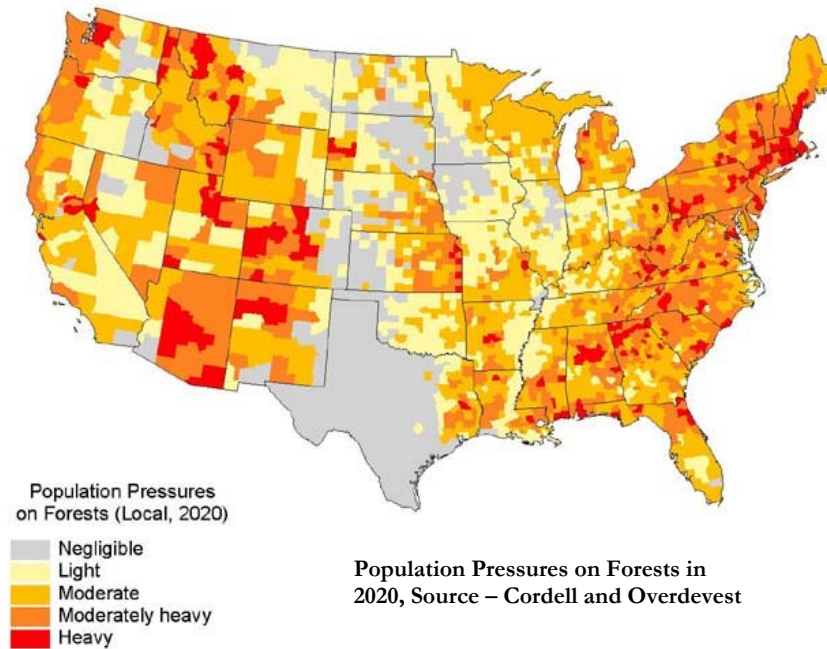 Population Pressures
on Forests (Local, 2020)
Negligible
Light
Moderate
Moderately heavy
Heavy
Population Pressures on Forests in
2020, Source – Cordell and Overdevest